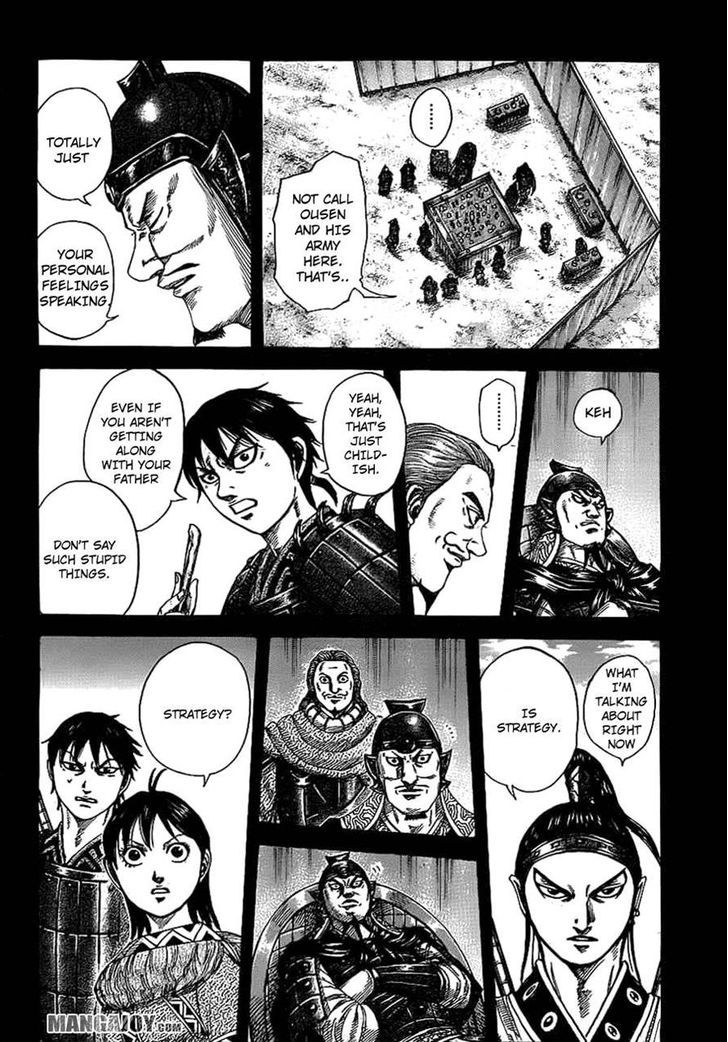 .......
NOT CALL
OUSEN
AND HIS
ARMY
HERE.
THAT'S..
TOTALLY
JUST
YOUR
PERSONAL
FEELINGS
SPEAKING.
KEH
........
YEAH,
YEAH,
THAT'S
JUST
CHILD-
ISH.
EVEN IF
YOU AREN'T
GETTING
ALONG
WITH YOUR
FATHER
DON'T SAY
SUCH STUPID
THINGS.
WHAT
I'M
TALKING
ABOUT
RIGHT
NOW
IS
STRATEGY.
STRATEGY?
MANGAJOY.COM